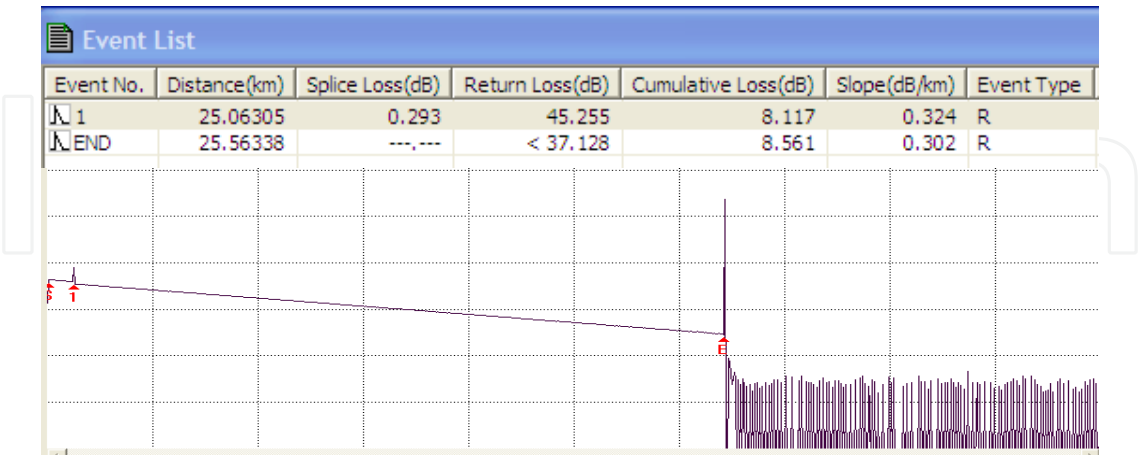 Event List
Event No. Distance(km) Splice Loss(dB) Return Loss(dB) Cumulative Loss(dB) Slope(dB/km) Event Type
1 25.06305 0.293 45.255 8.117 0.324 R
END 25.56338 ---.--- < 37.128 8.561 0.302 R
S 1
E